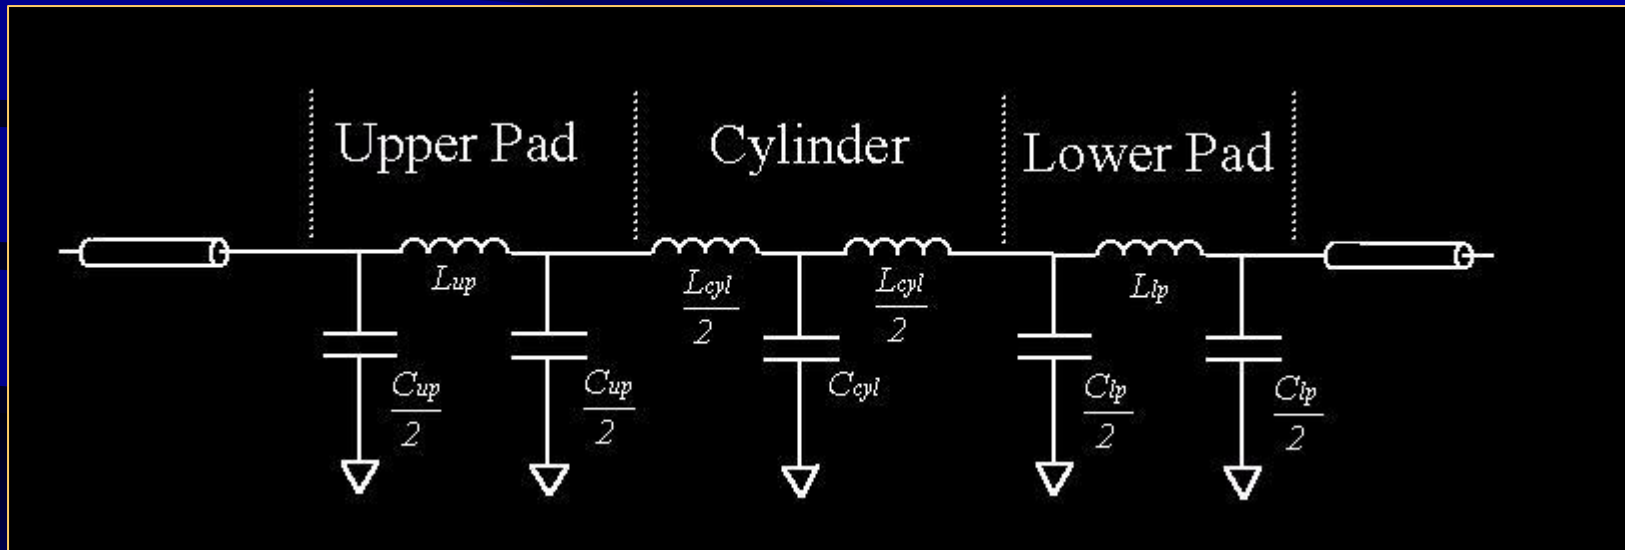 Upper Pad
Cylinder
Lower Pad
Lup
Lcyl
2
Lcyl
2
Llp
Cup
2
Cup
2
Ccyl
Clp
2
Clp
2